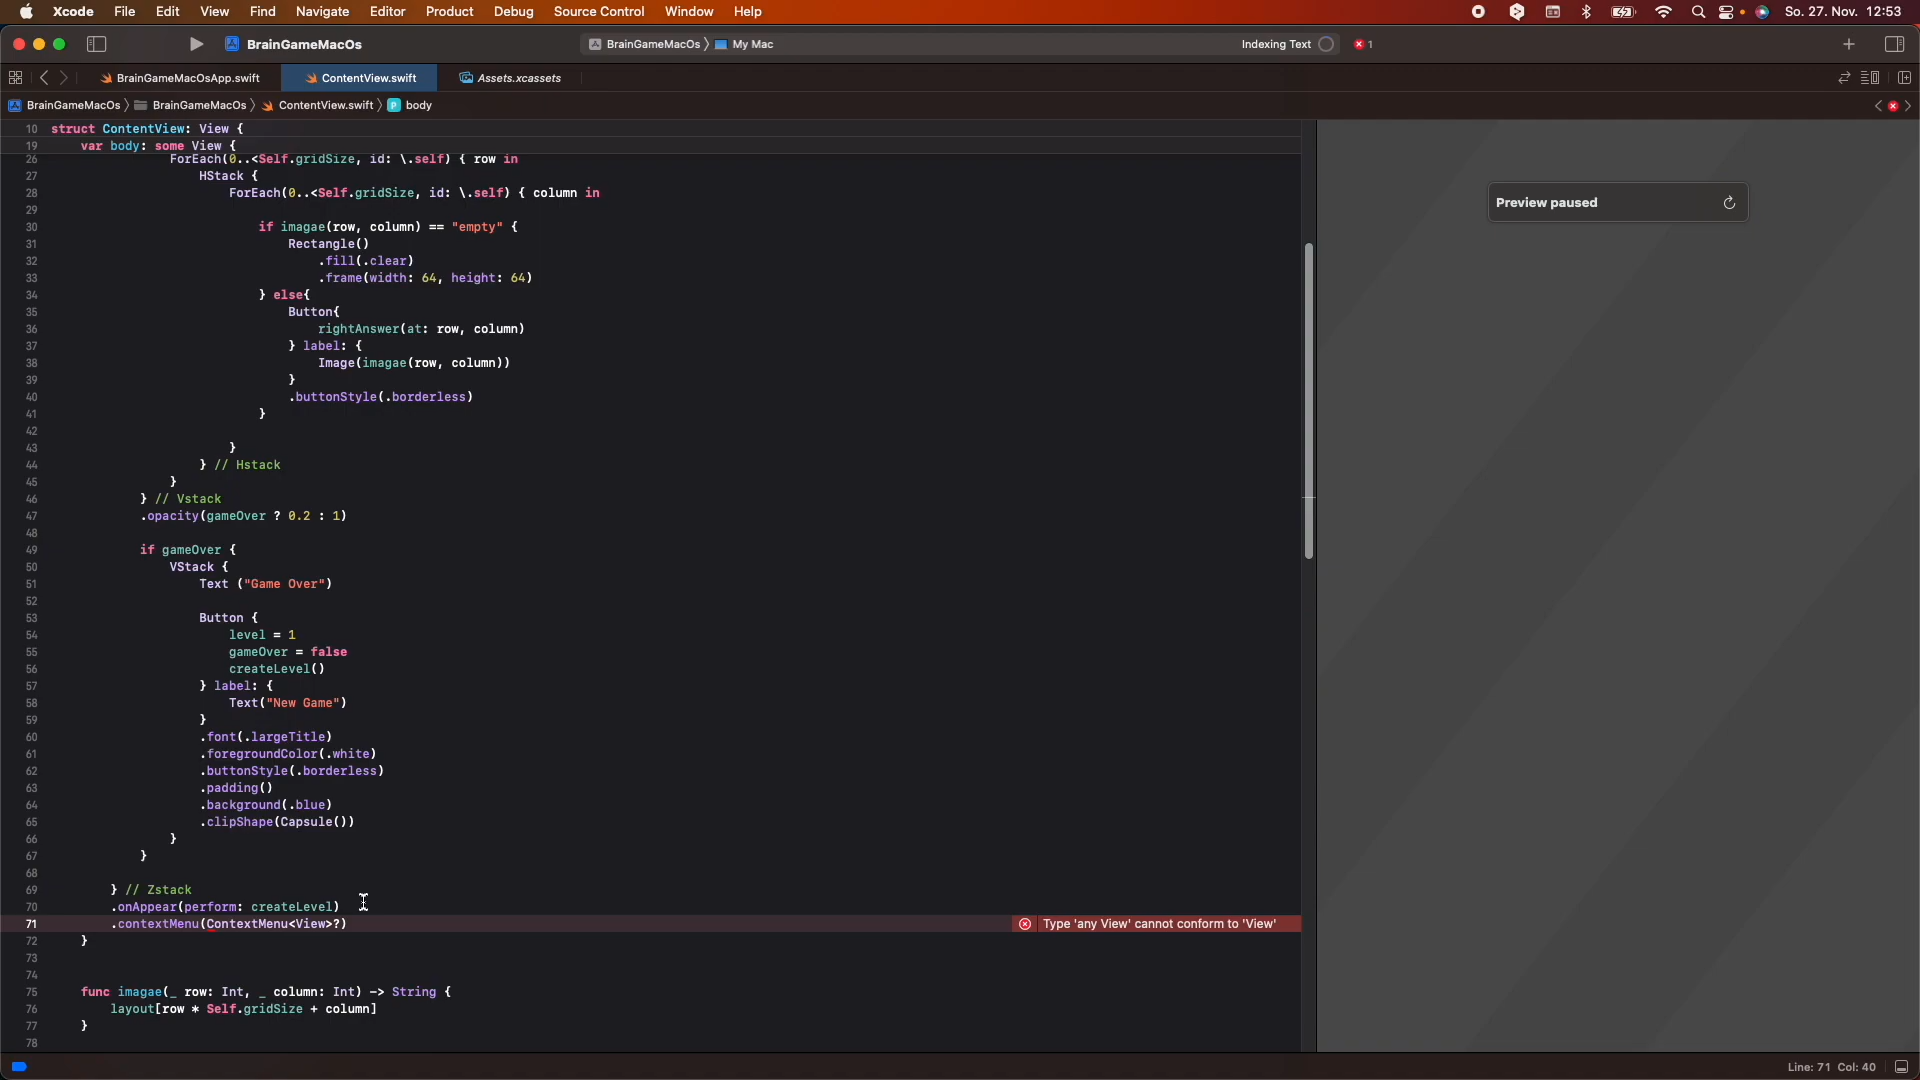 Xcode File Edit View Find Navigate Editor Product Debug Source Control Window Help So. 27. Nov. 12:53
BrainGameMacOs BrainGameMacOs 〉 My Mac Indexing Text 1
BrainGameMacOsApp.swift ContentView.swift Assets.xcassets
BrainGameMacOs 〉 BrainGameMacOs 〉 ContentView.swift 〉 P body
10 struct ContentView: View {
19 var body: some View {
26 ForEach(0..<Self.gridSize, id: \.self) { row in
27 HStack {
28 ForEach(0..<Self.gridSize, id: \.self) { column in
29
30 if imagae(row, column) == "empty" {
31 Rectangle()
32 .fill(.clear)
33 .frame(width: 64, height: 64)
34 } else{
35 Button{
36 rightAnswer(at: row, column)
37 } label: {
38 Image(imagae(row, column))
39 }
40 .buttonStyle(.borderless)
41 }
42
43 }
44 } // Hstack
45 }
46 } // Vstack
47 .opacity(gameOver ? 0.2 : 1)
48
49 if gameOver {
50 VStack {
51 Text ("Game Over")
52
53 Button {
54 level = 1
55 gameOver = false
56 createLevel()
57 } label: {
58 Text("New Game")
59 }
60 .font(.largeTitle)
61 .foregroundColor(.white)
62 .buttonStyle(.borderless)
63 .padding()
64 .background(.blue)
65 .clipShape(Capsule())
66 }
67 }
68
69 } // Zstack
70 .onAppear(perform: createLevel)
71 .contextMenu(ContextMenu<View>?) Type 'any View' cannot conform to 'View'
72 }
73
74
75 func imagae(_ row: Int, _ column: Int) -> String {
76 layout[row * Self.gridSize + column]
77 }
78
Preview paused
Line: 71 Col: 40